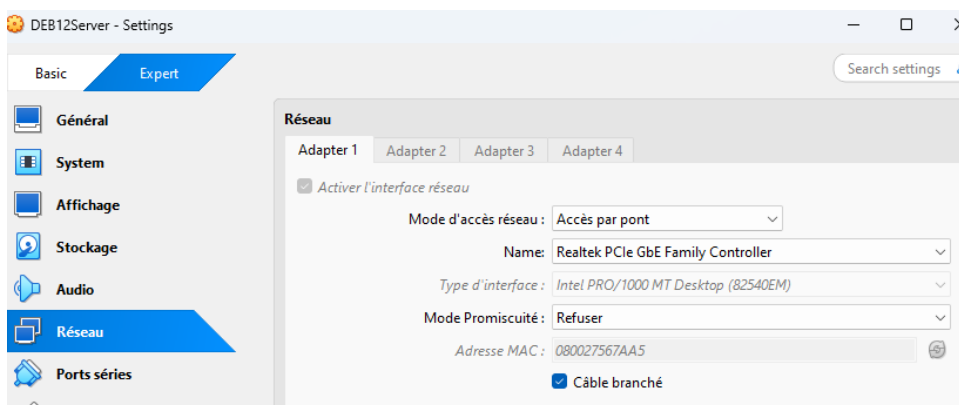 DEB12Server - Settings
Basic
Expert
Search settings
Général
System
Affichage
Stockage
Audio
Réseau
Ports séries
Réseau
Adapter 1
Adapter 2
Adapter 3
Adapter 4
Activer l'interface réseau
Mode d'accès réseau : Accès par pont
Name: Realtek PCIe GbE Family Controller
Type d'interface : Intel PRO/1000 MT Desktop (82540EM)
Mode Promiscuité : Refuser
Adresse MAC : 080027567AA5
Câble branché